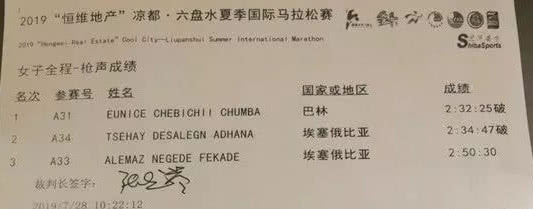 2019 “恒维地产”凉都·六盘水夏季国际马拉松赛
2019 "Hengwei Real Estate" Cool City—Liupanshui Summer International Marathon
ShibaSports
女子全程-枪声成绩
名次 参赛号 姓名 国家或地区 成绩
1 A31 EUNICE CHEBICHII CHUMBA 巴林 2:32:25破
2 A34 TSEHAY DESALEGN ADHANA 埃塞俄比亚 2:34:47破
3 A33 ALEMAZ NEGEDE FEKADE 埃塞俄比亚 2:50:30
裁判长签字:
2019/7/28 10:22:12